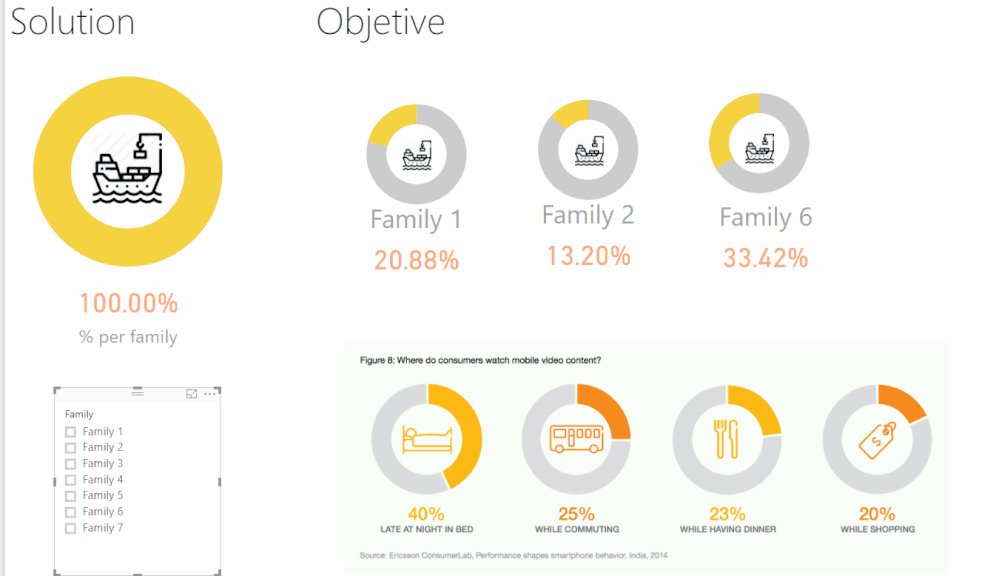 Solution
Objetive
Family 1
Family 2
Family 6
20.88%
13.20%
33.42%
100.00%
% per family
Family
Family 1
Family 2
Family 3
Family 4
Family 5
Family 6
Family 7
Figure 8: Where do consumers watch mobile video content?
$
40%
LATE AT NIGHT IN BED
25%
WHILE COMMUTING
23%
WHILE HAVING DINNER
20%
WHILE SHOPPING
Source: Ericsson ConsumerLab, Performance shapes smartphone behavior, India, 2014